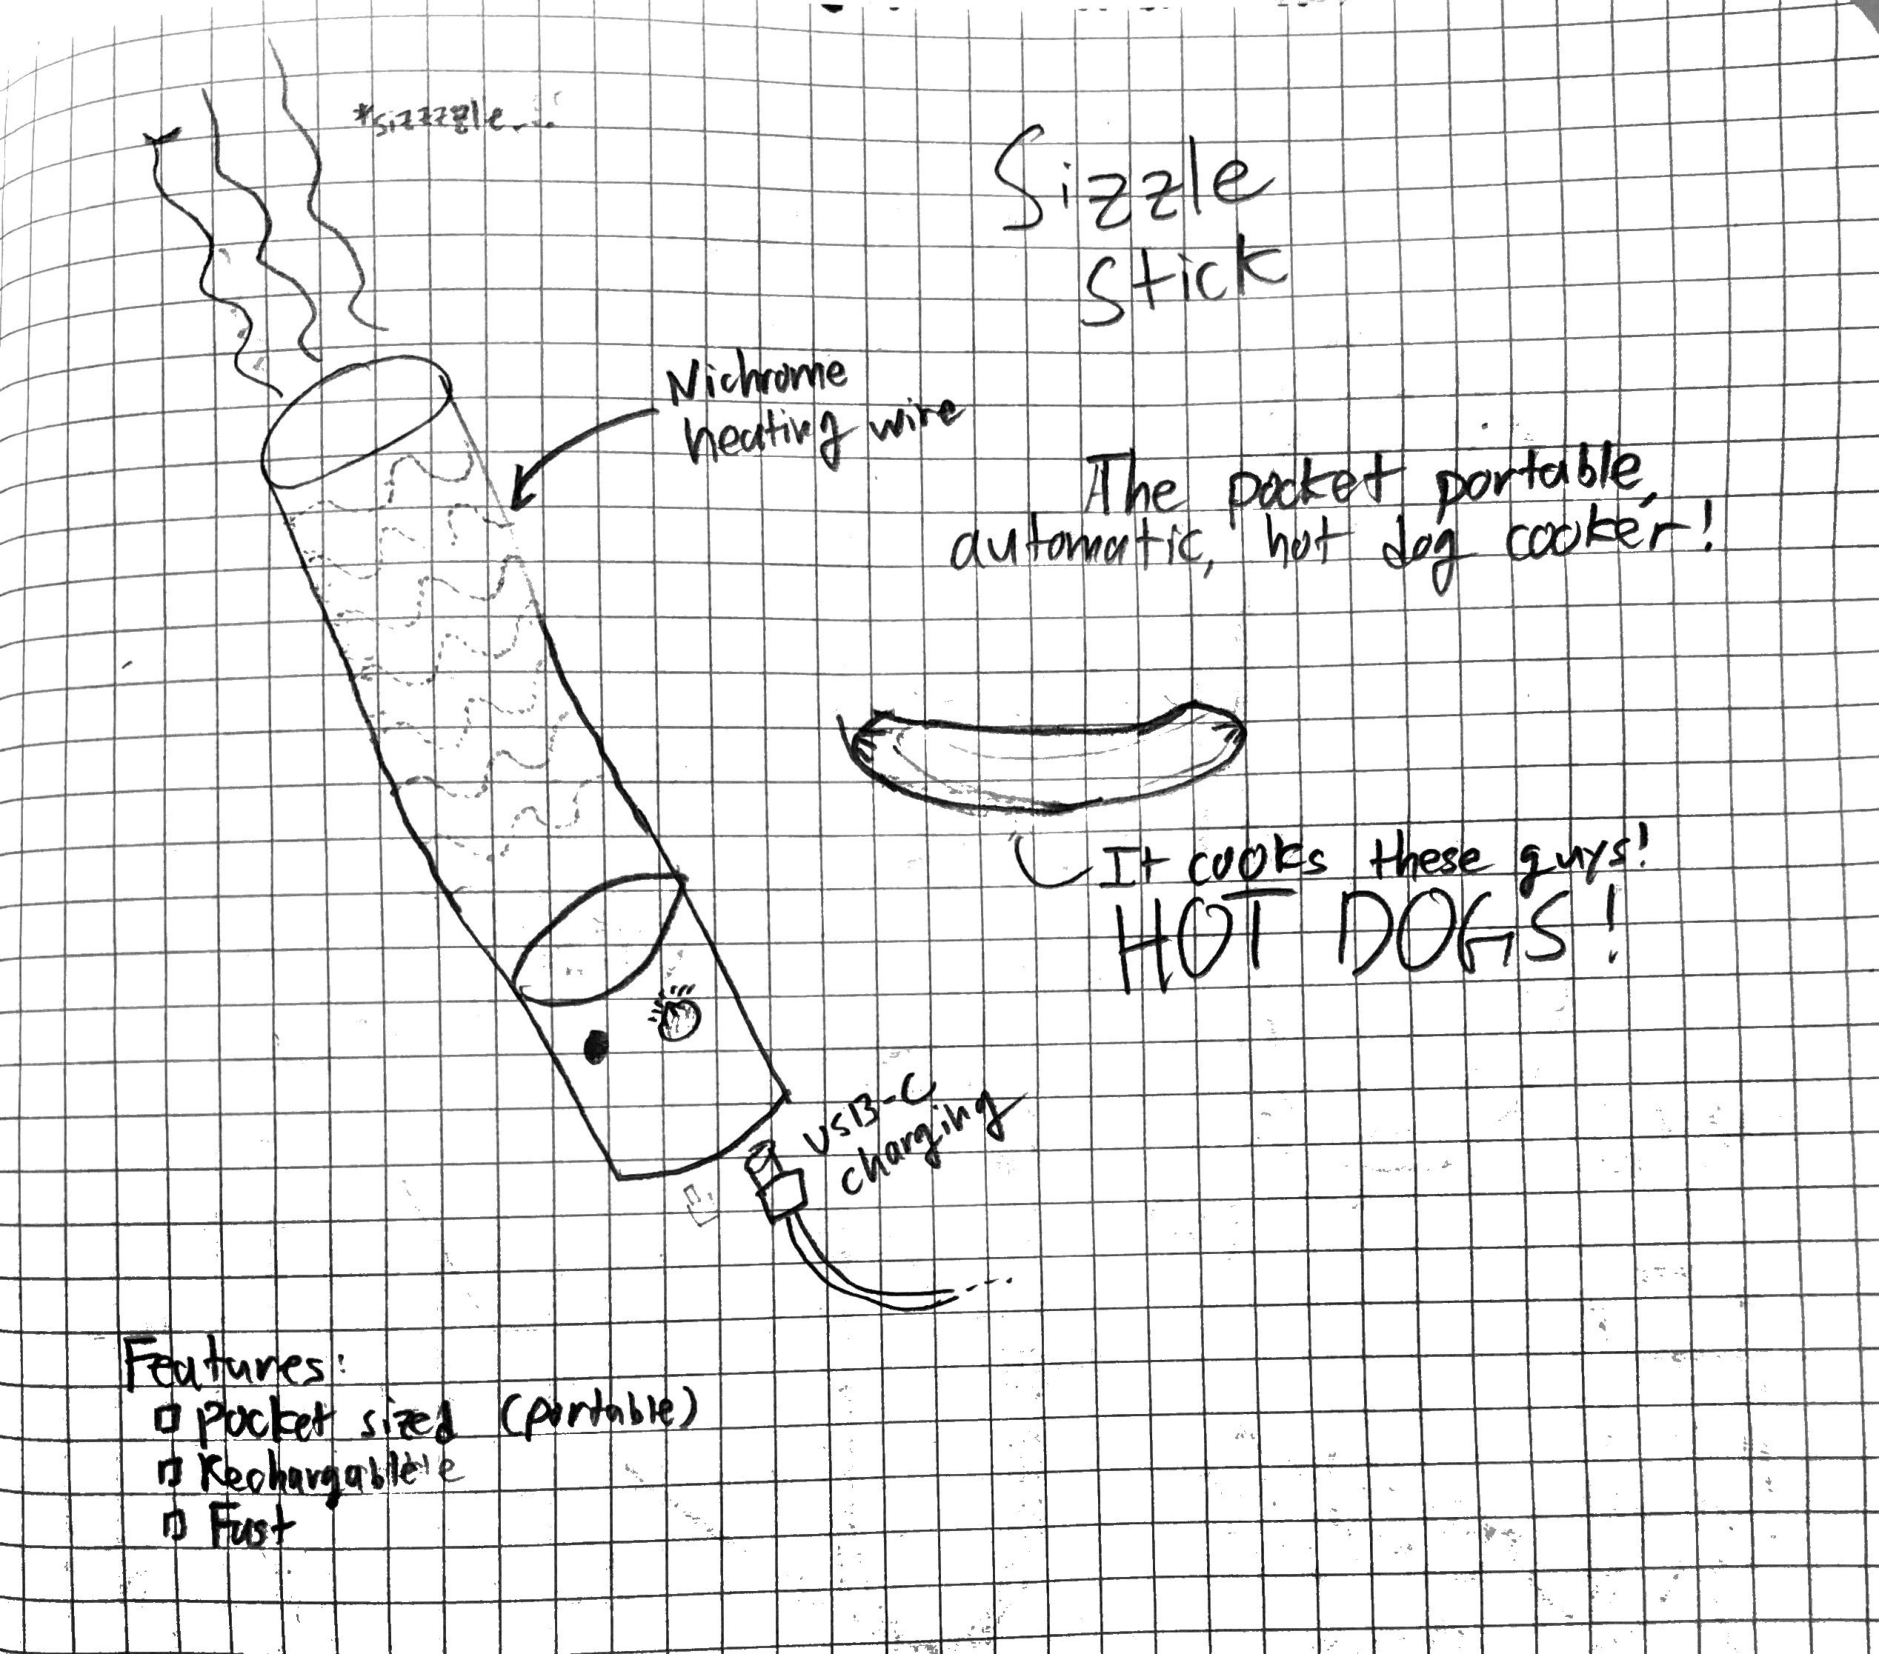 *sizzzzle...
Sizzle
Stick
Nichrome
heating wire
The pocket portable,
automatic, hot dog cooker!
It cooks these guys!
HOT DOGS!
USB-C
charging
Features:
Pocket sized (portable)
Rechargablele
Fast